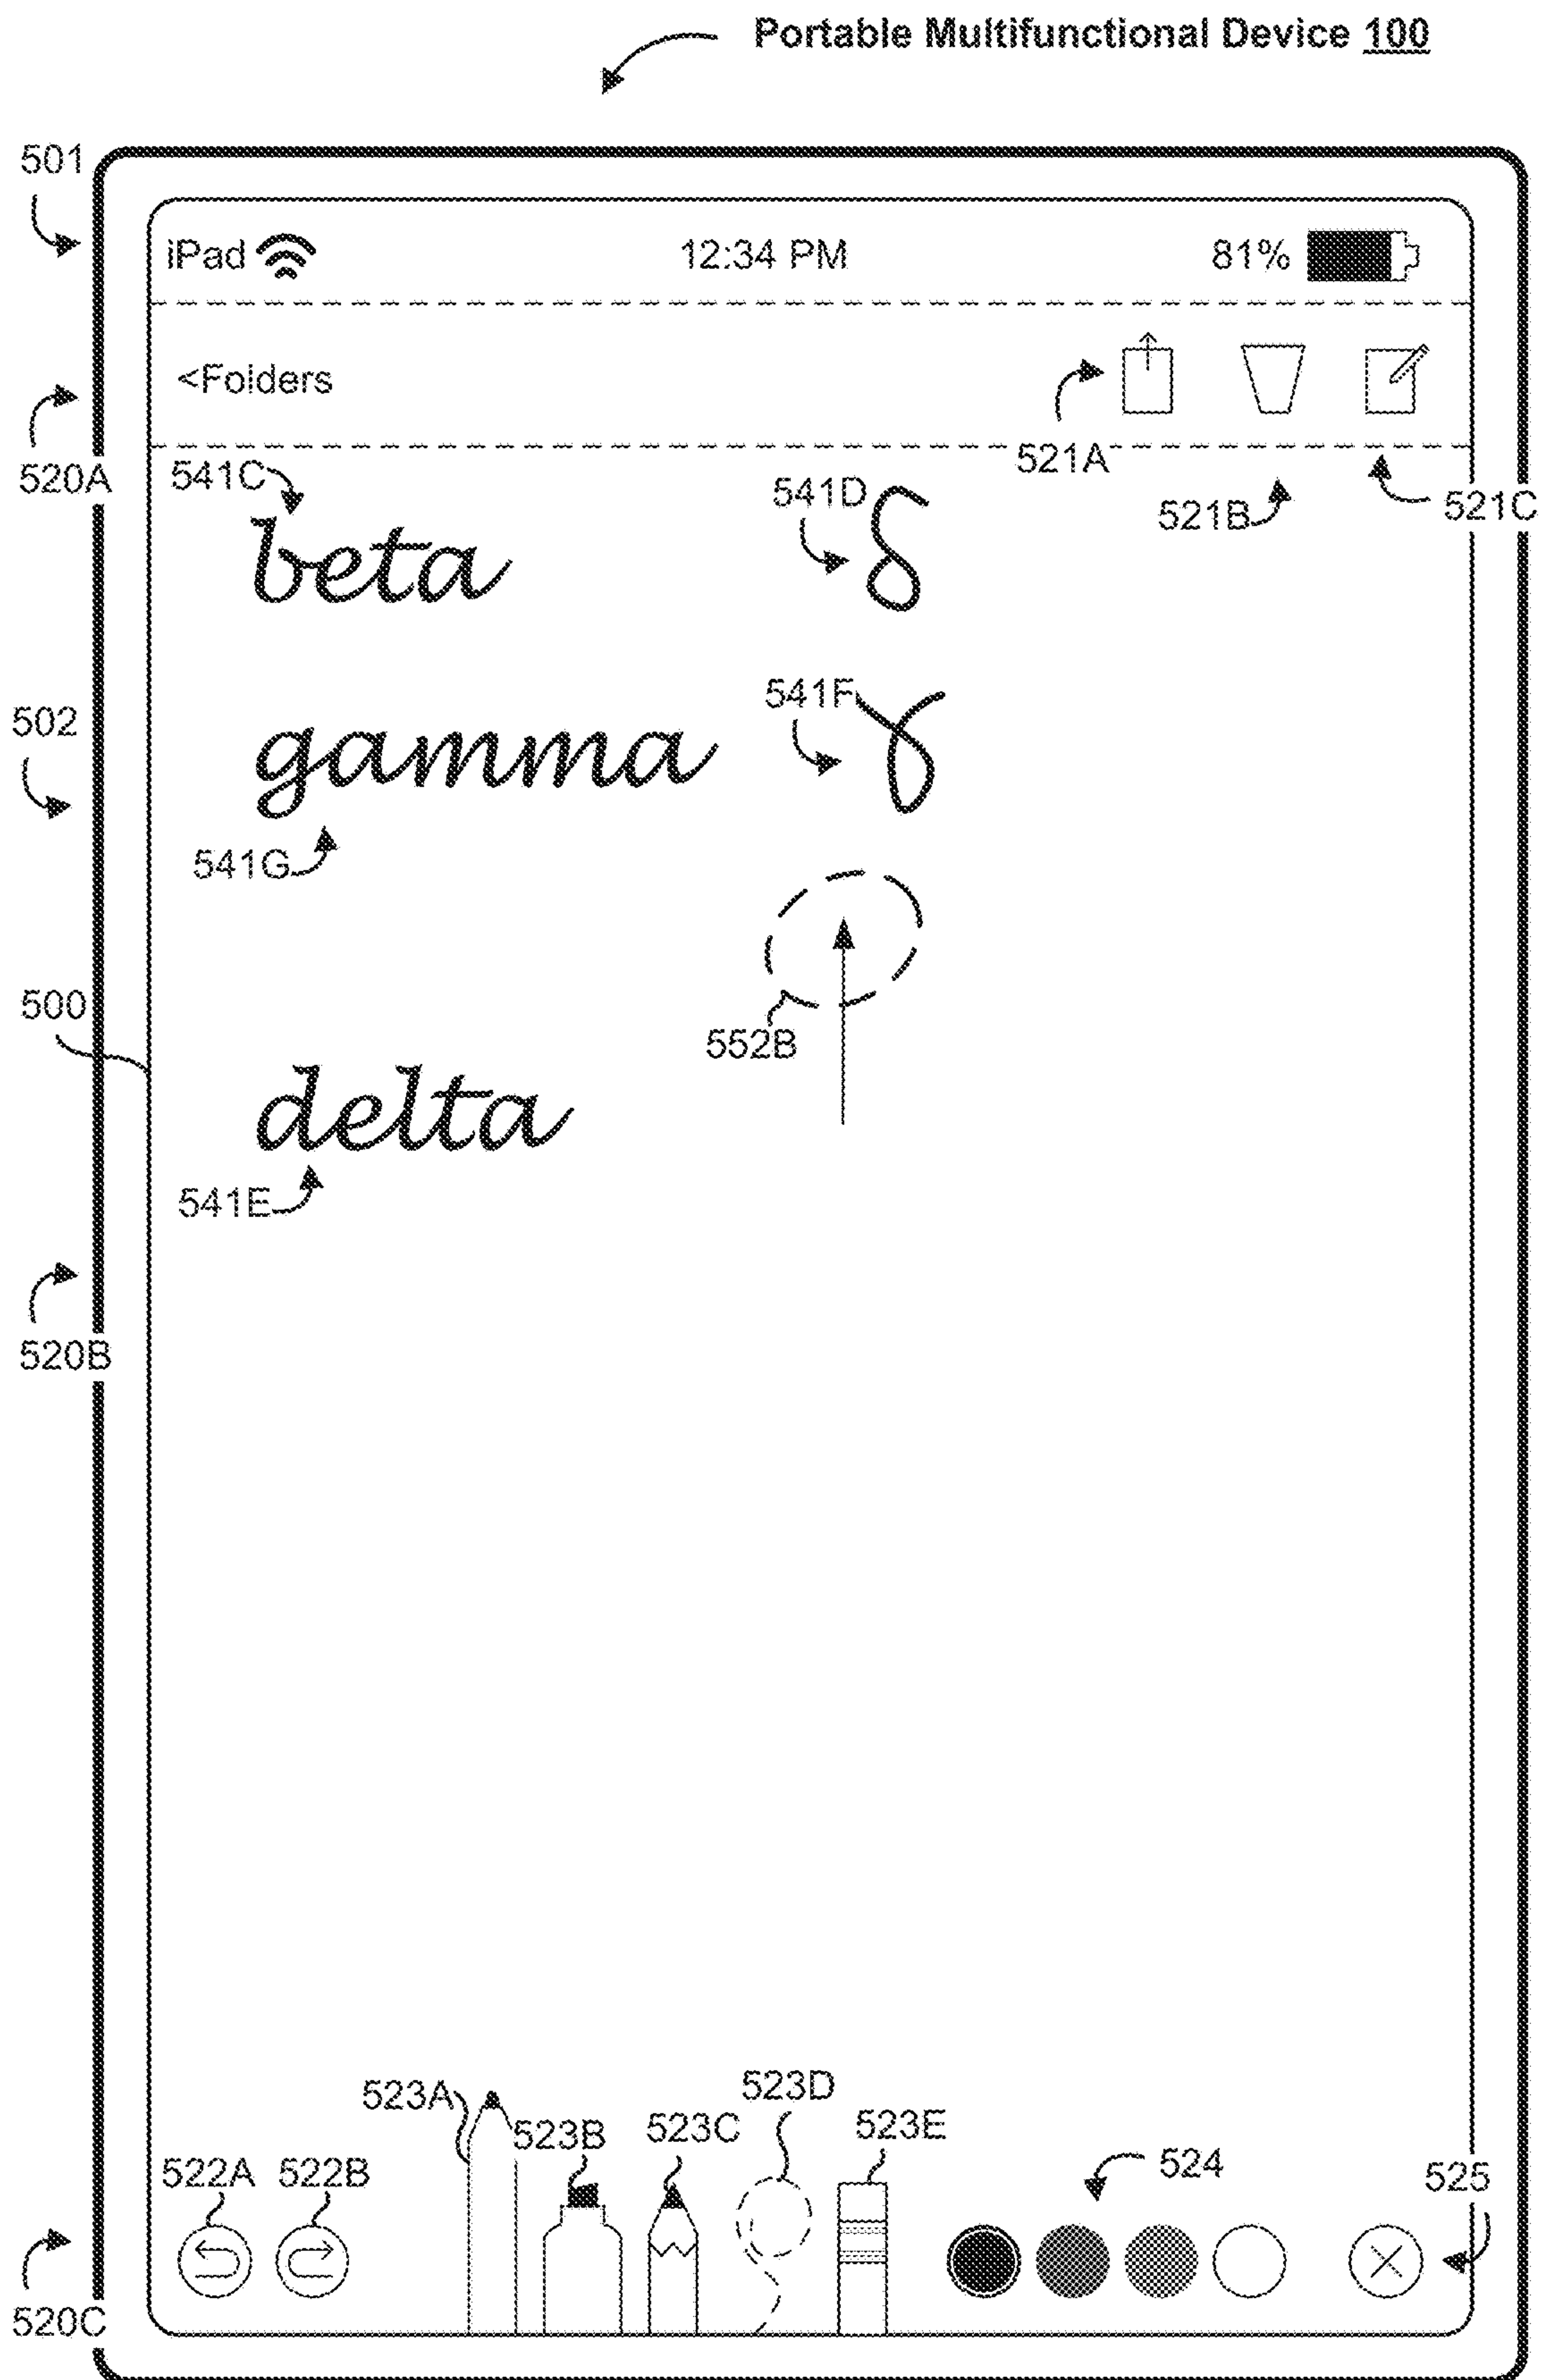 Portable Multifunctional Device 100
501
iPad 12:34 PM 81%
<Folders
520A 521A
541C 541D 521B 521C
beta δ
502 541F
gamma γ
541G
500
552B
delta
541E
520B
523A 523B 523C 523D 523E
522A 522B 524 525
520C